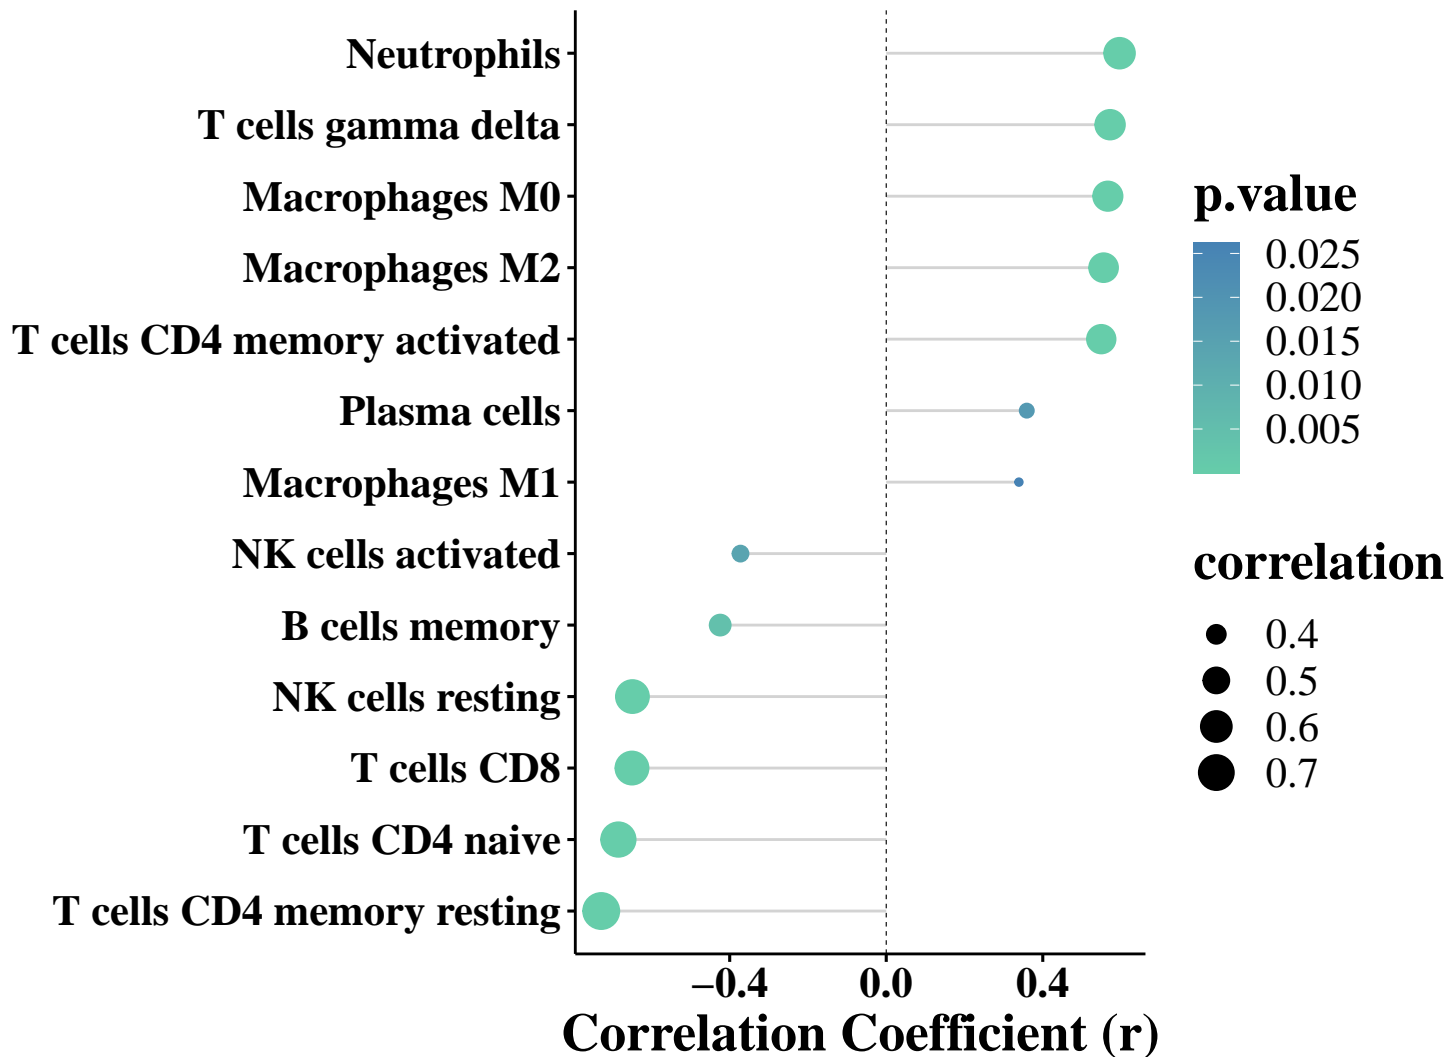 Neutrophils
T cells gamma delta
Macrophages M0
Macrophages M2
T cells CD4 memory activated
Plasma cells
Macrophages M1
NK cells activated
B cells memory
NK cells resting
T cells CD8
T cells CD4 naive
T cells CD4 memory resting
−0.4 0.0 0.4
Correlation Coefficient (r)
p.value
0.025
0.020
0.015
0.010
0.005
correlation
0.4
0.5
0.6
0.7